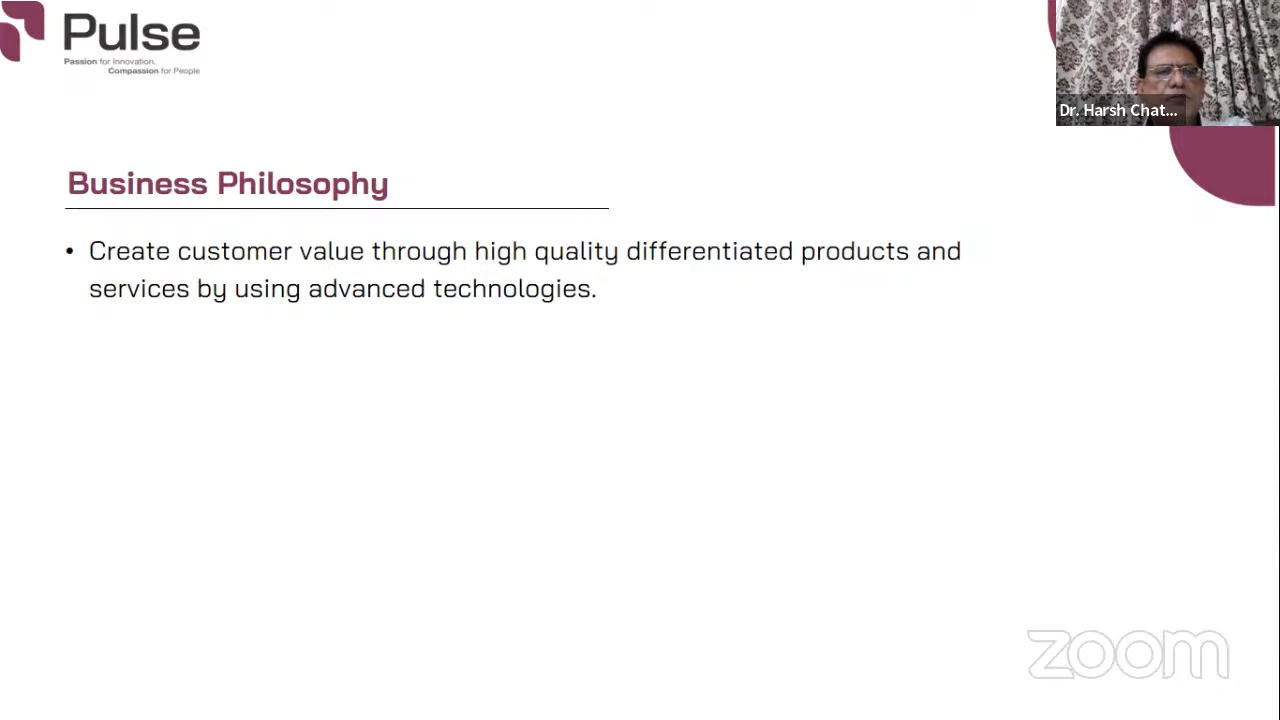 Pulse
Passion for Innovation.
Compassion for People
Dr. Harsh Chat...
Business Philosophy
• Create customer value through high quality differentiated products and
services by using advanced technologies.
zoom